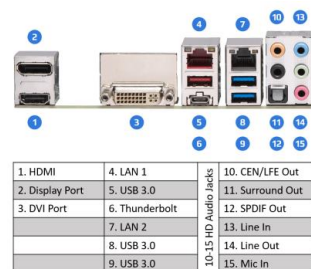 4 7 10 13
2
1 3 5 8 11 14
6 9 12 15
1. HDMI 4. LAN 1 10. CEN/LFE Out
2. Display Port 5. USB 3.0 11. Surround Out
3. DVI Port 6. Thunderbolt 12. SPDIF Out
7. LAN 2 13. Line In
8. USB 3.0 14. Line Out
9. USB 3.0 15. Mic In
10-15 HD Audio Jacks